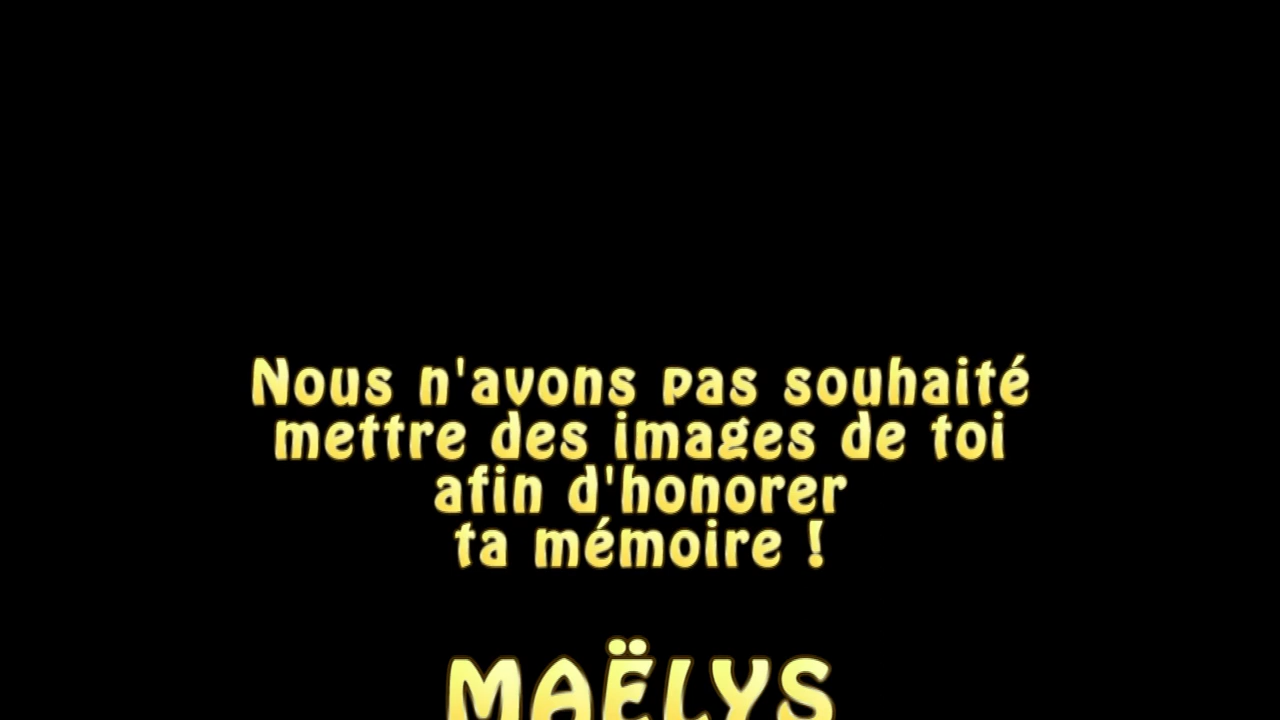 Nous n'avons pas souhaité
mettre des images de toi
afin d'honorer
ta mémoire !
MAËLYS